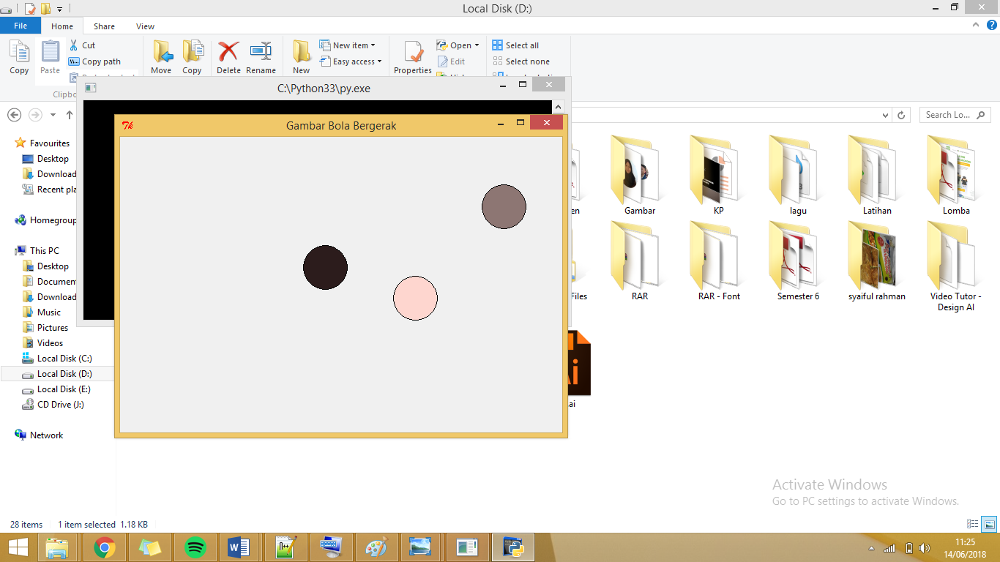 Local Disk (D:)
File Home Share View
Cut
Copy path
Copy Paste Move Copy Delete Rename New Properties
New item
Easy access
Open
Edit
Select all
Select none
C:\Python33\py.exe
Search Lo...
Gambar Bola Bergerak
Favourites
Desktop
Download
Recent pla
Homegroup
This PC
Desktop
Documen
Download
Music
Pictures
Videos
Local Disk (C:)
Local Disk (D:)
Local Disk (E:)
CD Drive (J:)
Network
en Gambar KP lagu Latihan Lomba
Files RAR RAR - Font Semester 6 syaiful rahman Video Tutor -
Design AI
Ai
.ai
Activate Windows
Go to PC settings to activate Windows.
28 items 1 item selected 1.18 KB
11:25
14/06/2018